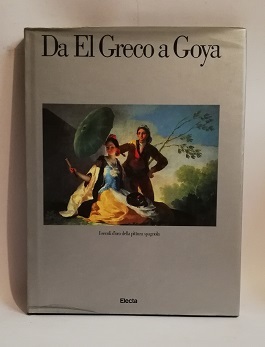 Da El Greco a Goya
I secoli d'oro della pittura spagnola
Electa